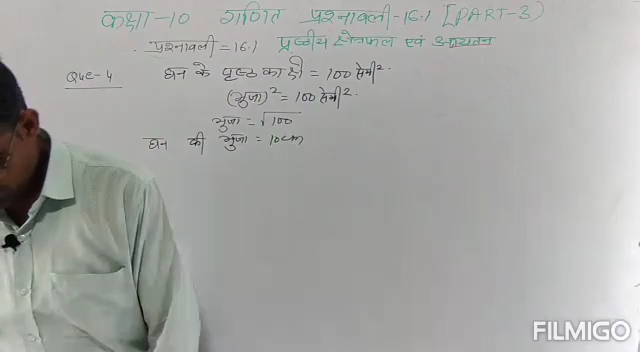 कक्षा-10 गणित प्रश्नावली-16.1 [PART-3)
प्रश्नावली-16.1 पृष्ठीय क्षेत्रफल एवं आयतन
Que-4 घन के पृष्ठ का क्षे = 100 सेमी².
(भुजा)² = 100 सेमी².
भुजा = √100
घन की भुजा = 10cm
FILMIGO